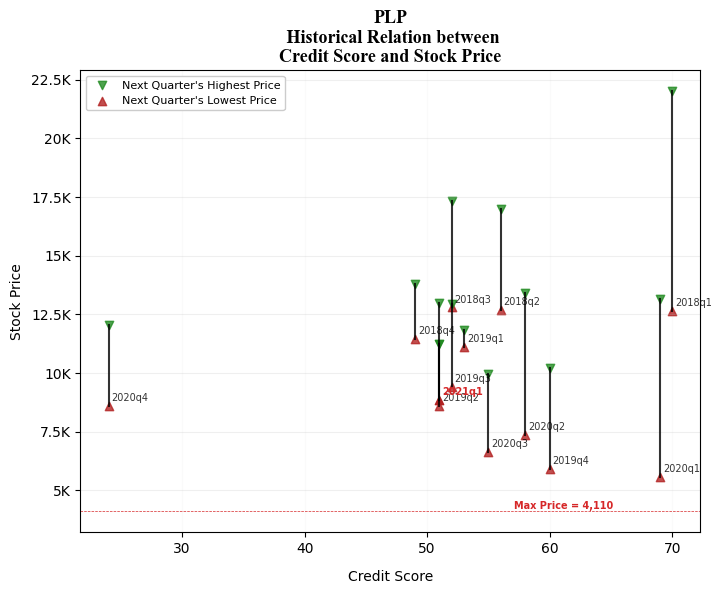 PLP
Historical Relation between
Credit Score and Stock Price
Next Quarter's Highest Price
Next Quarter's Lowest Price
22.5K
20K
17.5K
15K
12.5K
10K
7.5K
5K
Stock Price
2018q1
2018q2
2018q3
2018q4
2019q1
2019q3
2021q1
2019q2
2020q4
2020q2
2020q3
2019q4
2020q1
Max Price = 4,110
30
40
50
60
70
Credit Score